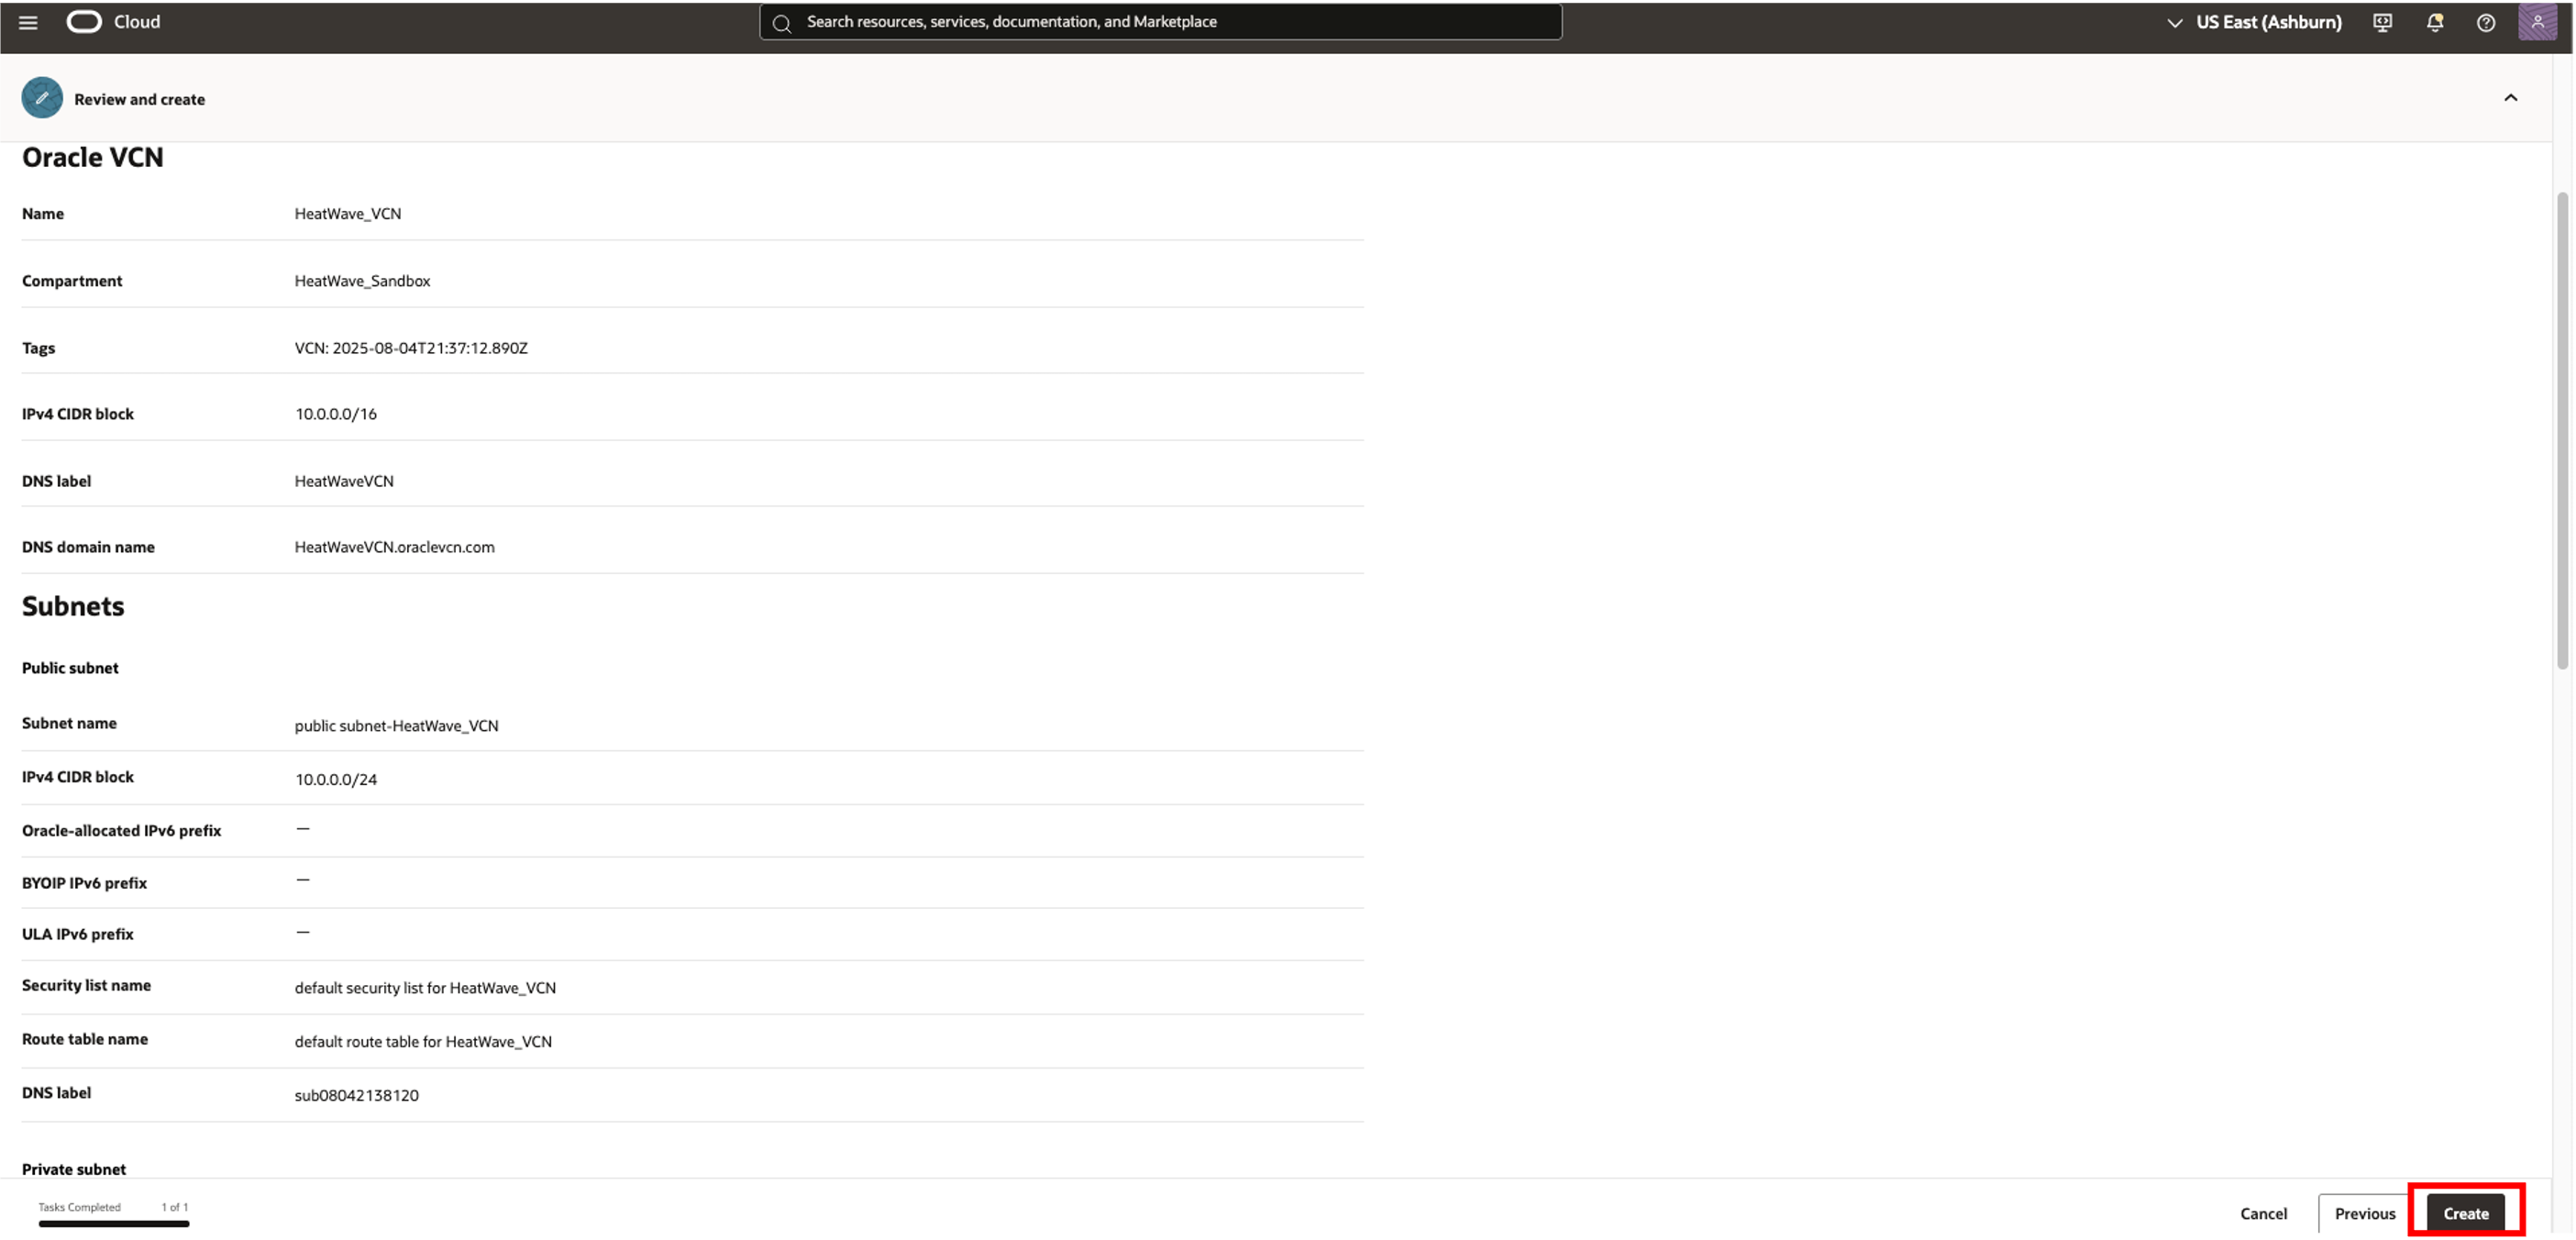 Cloud
Search resources, services, documentation, and Marketplace
US East (Ashburn)
Review and create
Oracle VCN
Name HeatWave_VCN
Compartment HeatWave_Sandbox
Tags VCN: 2025-08-04T21:37:12.890Z
IPv4 CIDR block 10.0.0.0/16
DNS label HeatWaveVCN
DNS domain name HeatWaveVCN.oraclevcn.com
Subnets
Public subnet
Subnet name public subnet-HeatWave_VCN
IPv4 CIDR block 10.0.0.0/24
Oracle-allocated IPv6 prefix —
BYOIP IPv6 prefix —
ULA IPv6 prefix —
Security list name default security list for HeatWave_VCN
Route table name default route table for HeatWave_VCN
DNS label sub08042138120
Private subnet
Tasks Completed 1 of 1
Cancel Previous Create